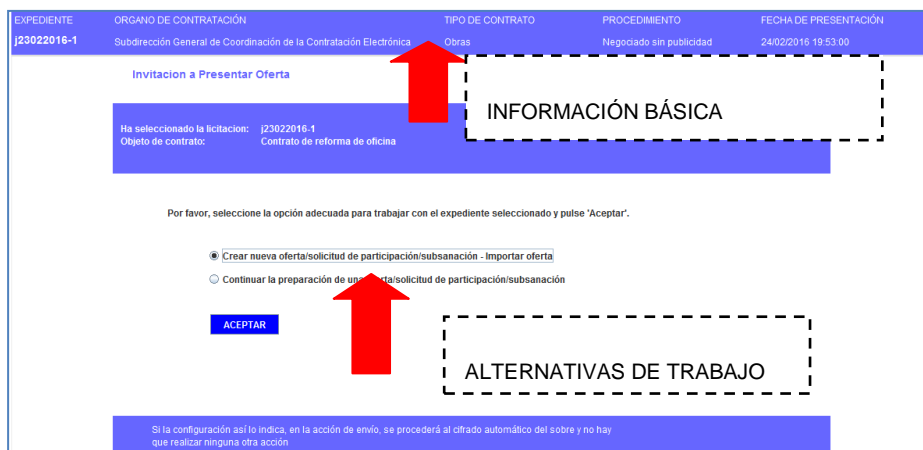 EXPEDIENTE ORGANO DE CONTRATACIÓN TIPO DE CONTRATO PROCEDIMIENTO FECHA DE PRESENTACIÓN
j23022016-1 Subdirección General de Coordinación de la Contratación Electrónica Obras Negociado sin publicidad 24/02/2016 19:53:00
Invitacion a Presentar Oferta
INFORMACIÓN BÁSICA
Ha seleccionado la licitacion: j23022016-1
Objeto de contrato: Contrato de reforma de oficina
Por favor, seleccione la opción adecuada para trabajar con el expediente seleccionado y pulse 'Aceptar'.
Crear nueva oferta/solicitud de participación/subsanación - Importar oferta
Continuar la preparación de una oferta/solicitud de participación/subsanación
ACEPTAR
ALTERNATIVAS DE TRABAJO
Si la configuración así lo indica, en la acción de envío, se procederá al cifrado automático del sobre y no hay
que realizar ninguna otra acción